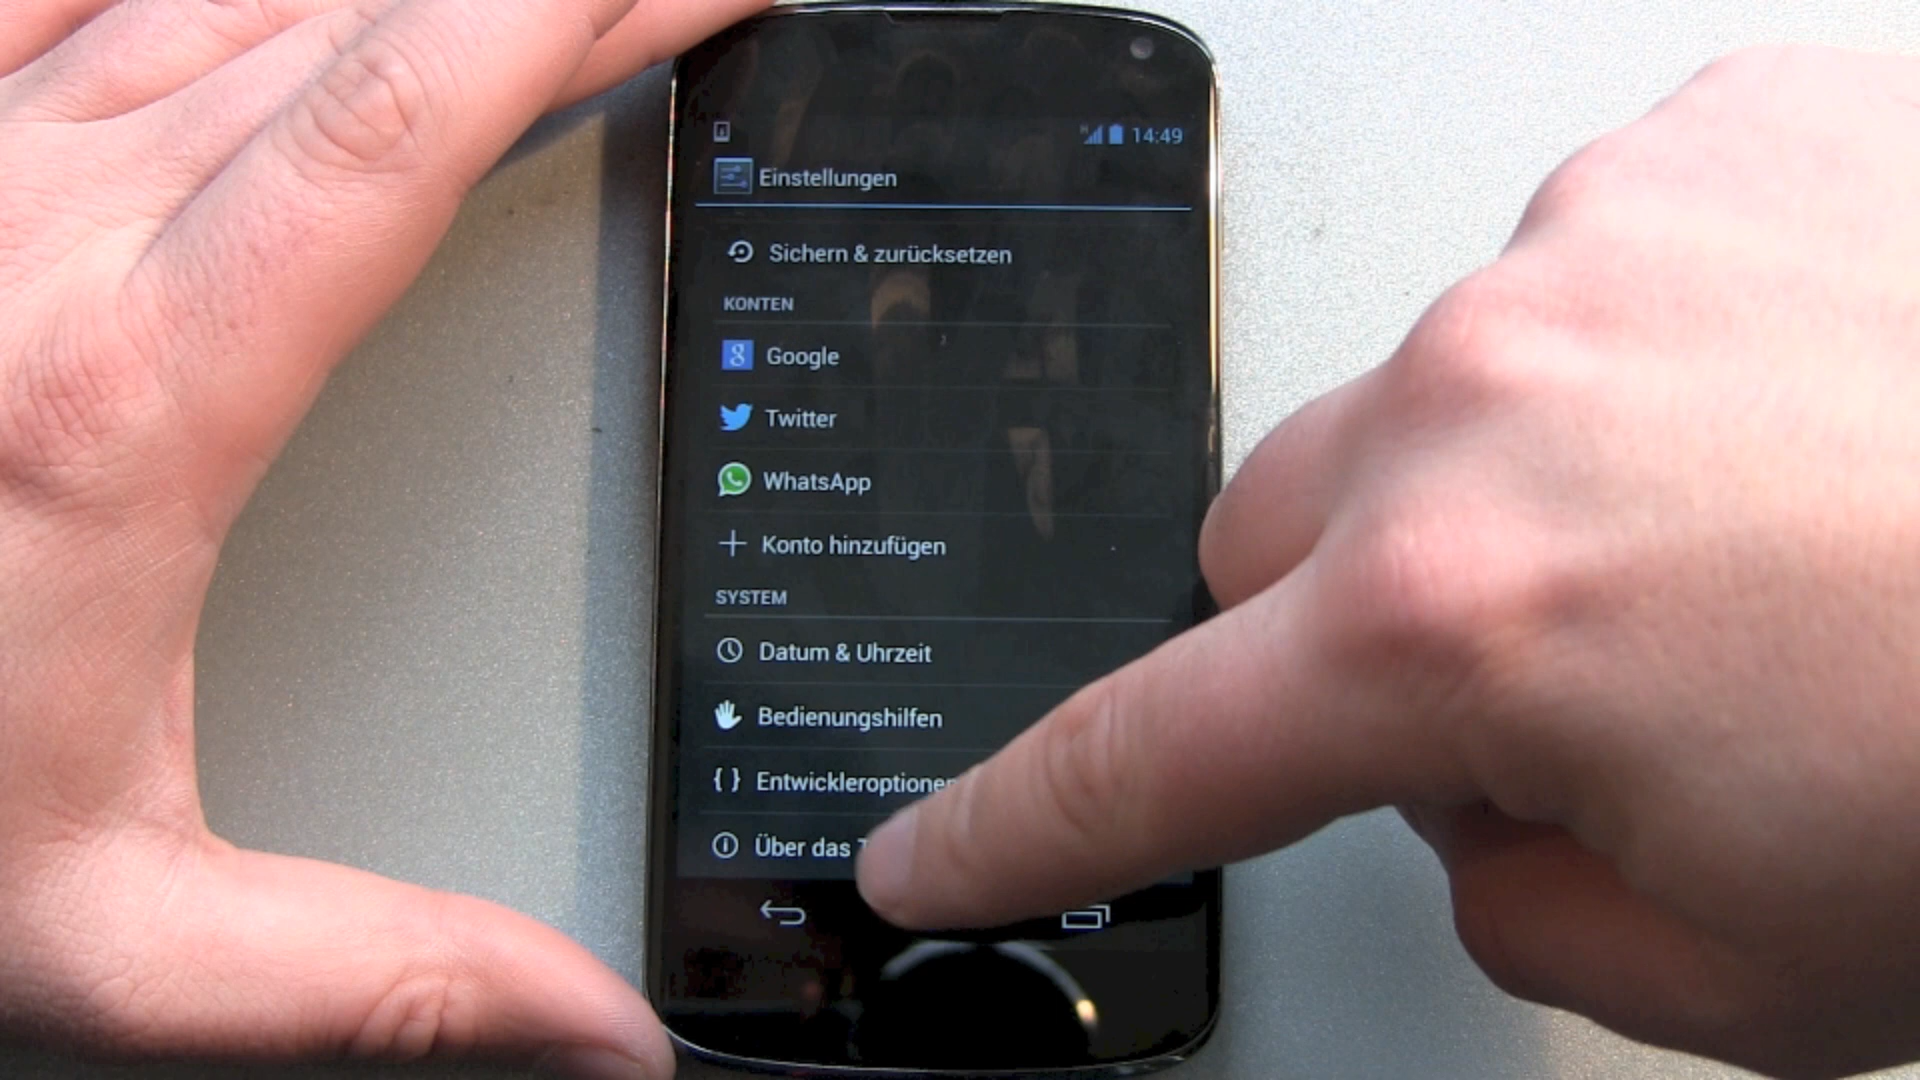 14:49
Einstellungen
Sichern & zurücksetzen
KONTEN
Google
Twitter
WhatsApp
Konto hinzufügen
SYSTEM
Datum & Uhrzeit
Bedienungshilfen
{ } Entwickleroptionen
Über das